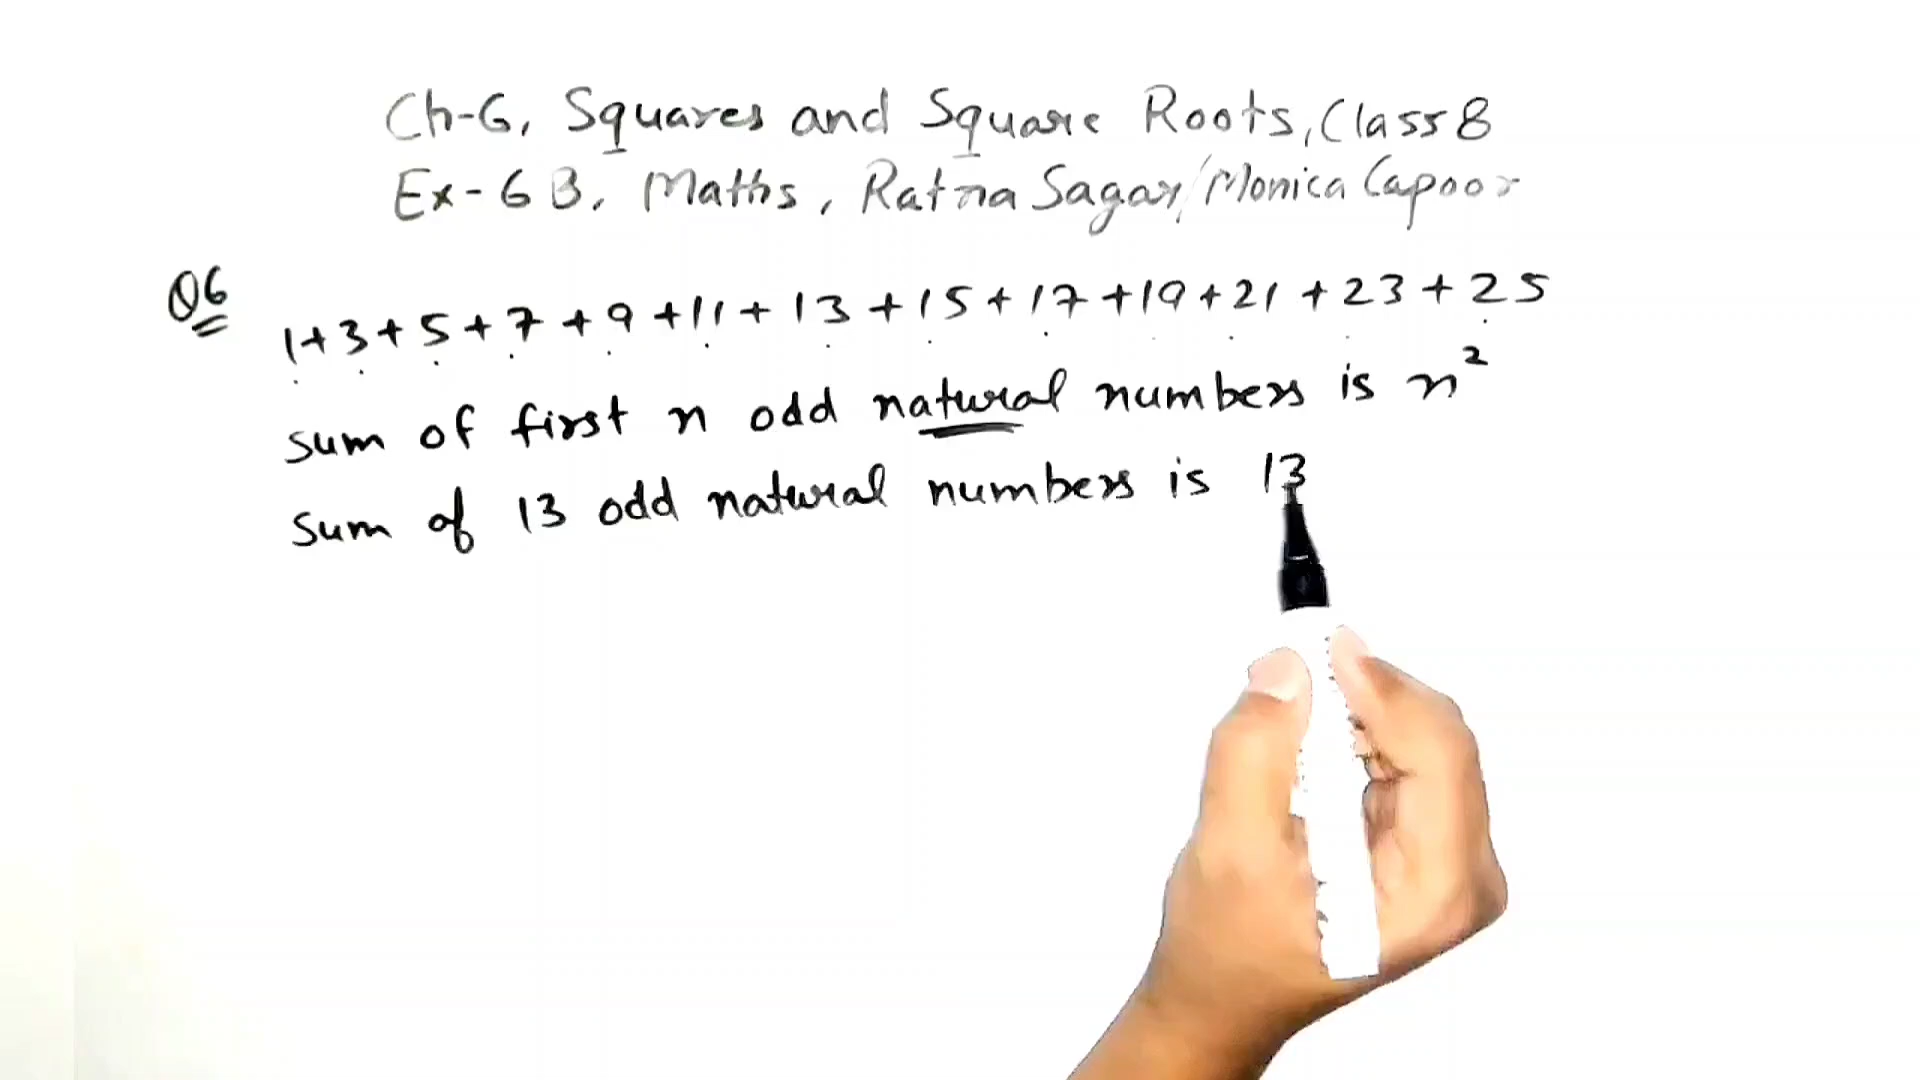 Ch-6, Squares and Square Roots, Class 8
Ex-6B, Maths, Ratna Sagar/Monica Capoor
Q6
1+3+5+7+9+11+13+15+17+19+21+23+25
sum of first n odd natural numbers is n²
sum of 13 odd natural numbers is 13